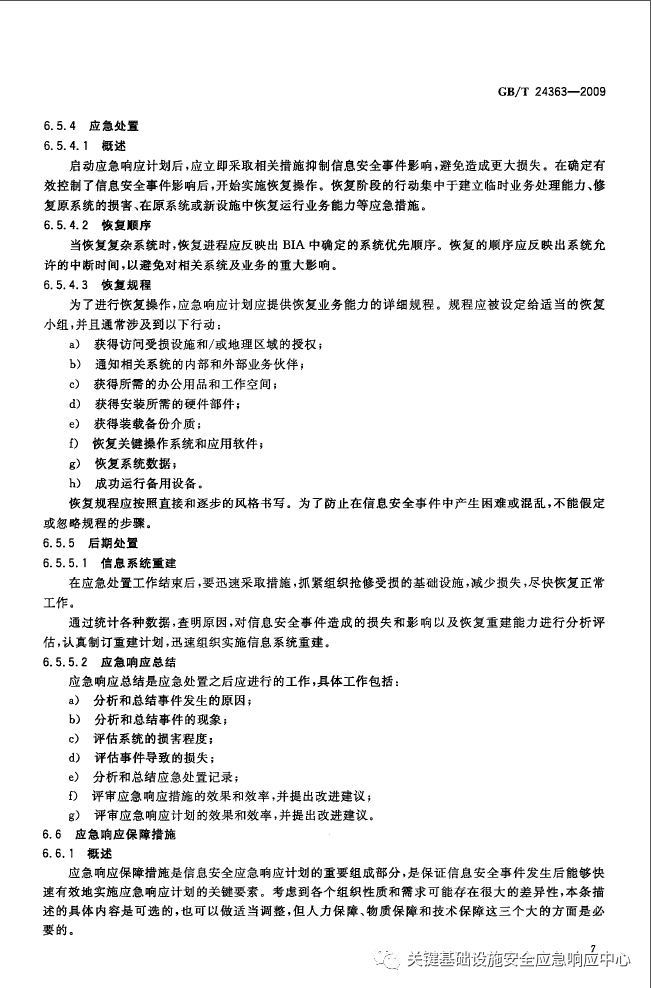 GB/T 24363—2009
6.5.4 应急处置
6.5.4.1 概述
启动应急响应计划后,应立即采取相关措施抑制信息安全事件影响,避免造成更大损失。在确定有
效控制了信息安全事件影响后,开始实施恢复操作。恢复阶段的行动集中于建立临时业务处理能力、修
复原系统的损害、在原系统或新设施中恢复运行业务能力等应急措施。
6.5.4.2 恢复顺序
当恢复复杂系统时,恢复进程应反映出 BIA 中确定的系统优先顺序。恢复的顺序应反映出系统允
许的中断时间,以避免对相关系统及业务的重大影响。
6.5.4.3 恢复规程
为了进行恢复操作,应急响应计划应提供恢复业务能力的详细规程。规程应被设定给适当的恢复
小组,并且通常涉及到以下行动:
a) 获得访问受损设施和/或地理区域的授权;
b) 通知相关系统的内部和外部业务伙伴;
c) 获得所需的办公用品和工作空间;
d) 获得安装所需的硬件部件;
e) 获得装载备份介质;
f) 恢复关键操作系统和应用软件;
g) 恢复系统数据;
h) 成功运行备用设备。
恢复规程应按照直接和逐步的风格书写。为了防止在信息安全事件中产生困难或混乱,不能假定
或忽略规程的步骤。
6.5.5 后期处置
6.5.5.1 信息系统重建
在应急处置工作结束后,要迅速采取措施,抓紧组织抢修受损的基础设施,减少损失,尽快恢复正常
工作。
通过统计各种数据,查明原因,对信息安全事件造成的损失和影响以及恢复重建能力进行分析评
估,认真制订重建计划,迅速组织实施信息系统重建。
6.5.5.2 应急响应总结
应急响应总结是应急处置之后应进行的工作,具体工作包括:
a) 分析和总结事件发生的原因;
b) 分析和总结事件的现象;
c) 评估系统的损害程度;
d) 评估事件导致的损失;
e) 分析和总结应急处置记录;
f) 评审应急响应措施的效果和效率,并提出改进建议;
g) 评审应急响应计划的效果和效率,并提出改进建议。
6.6 应急响应保障措施
6.6.1 概述
应急响应保障措施是信息安全应急响应计划的重要组成部分,是保证信息安全事件发生后能够快
速有效地实施应急响应计划的关键要素。考虑到各个组织性质和需求可能存在很大的差异性,本条描
述的具体内容是可选的,也可以做适当调整,但人力保障、物质保障和技术保障这三个大的方面是必
要的。
7
关键基础设施安全应急响应中心